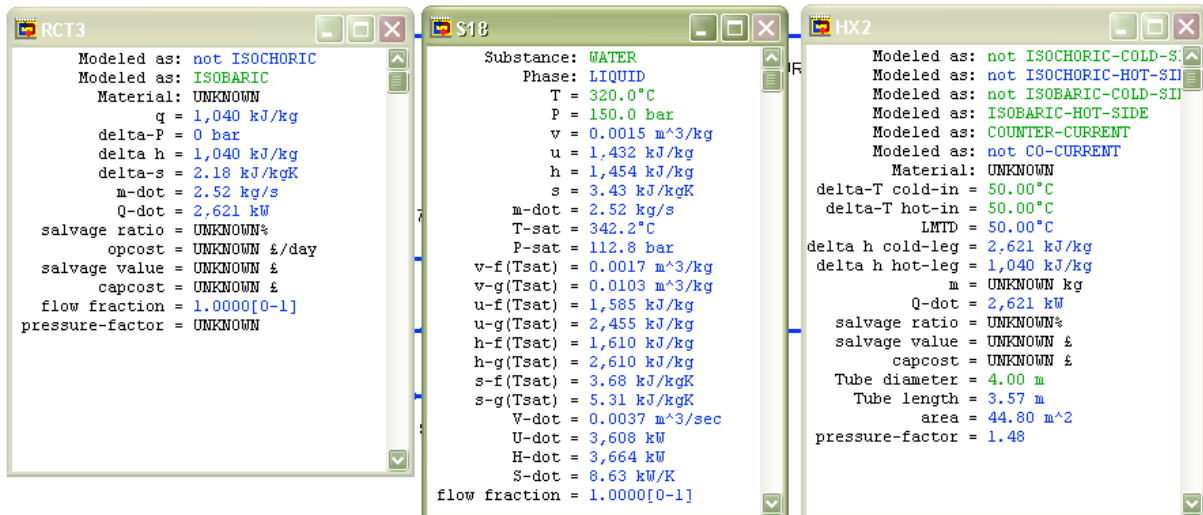 RCT3
Modeled as: not ISOCHORIC
Modeled as: ISOBARIC
Material: UNKNOWN
q = 1,040 kJ/kg
delta-P = 0 bar
delta h = 1,040 kJ/kg
delta-s = 2.18 kJ/kgK
m-dot = 2.52 kg/s
Q-dot = 2,621 kW
salvage ratio = UNKNOWN%
opcost = UNKNOWN £/day
salvage value = UNKNOWN £
capcost = UNKNOWN £
flow fraction = 1.0000[0-1]
pressure-factor = UNKNOWN
S18
Substance: WATER
Phase: LIQUID
T = 320.0°C
P = 150.0 bar
v = 0.0015 m^3/kg
u = 1,432 kJ/kg
h = 1,454 kJ/kg
s = 3.43 kJ/kgK
m-dot = 2.52 kg/s
T-sat = 342.2°C
P-sat = 112.8 bar
v-f(Tsat) = 0.0017 m^3/kg
v-g(Tsat) = 0.0103 m^3/kg
u-f(Tsat) = 1,585 kJ/kg
u-g(Tsat) = 2,455 kJ/kg
h-f(Tsat) = 1,610 kJ/kg
h-g(Tsat) = 2,610 kJ/kg
s-f(Tsat) = 3.68 kJ/kgK
s-g(Tsat) = 5.31 kJ/kgK
V-dot = 0.0037 m^3/sec
U-dot = 3,608 kW
H-dot = 3,664 kW
S-dot = 8.63 kW/K
flow fraction = 1.0000[0-1]
HX2
Modeled as: not ISOCHORIC-COLD-S
Modeled as: not ISOCHORIC-HOT-SI
Modeled as: not ISOBARIC-COLD-SI
Modeled as: ISOBARIC-HOT-SIDE
Modeled as: COUNTER-CURRENT
Modeled as: not CO-CURRENT
Material: UNKNOWN
delta-T cold-in = 50.00°C
delta-T hot-in = 50.00°C
LMTD = 50.00°C
delta h cold-leg = 2,621 kJ/kg
delta h hot-leg = 1,040 kJ/kg
m = UNKNOWN kg
Q-dot = 2,621 kW
salvage ratio = UNKNOWN%
salvage value = UNKNOWN £
capcost = UNKNOWN £
Tube diameter = 4.00 m
Tube length = 3.57 m
area = 44.80 m^2
pressure-factor = 1.48